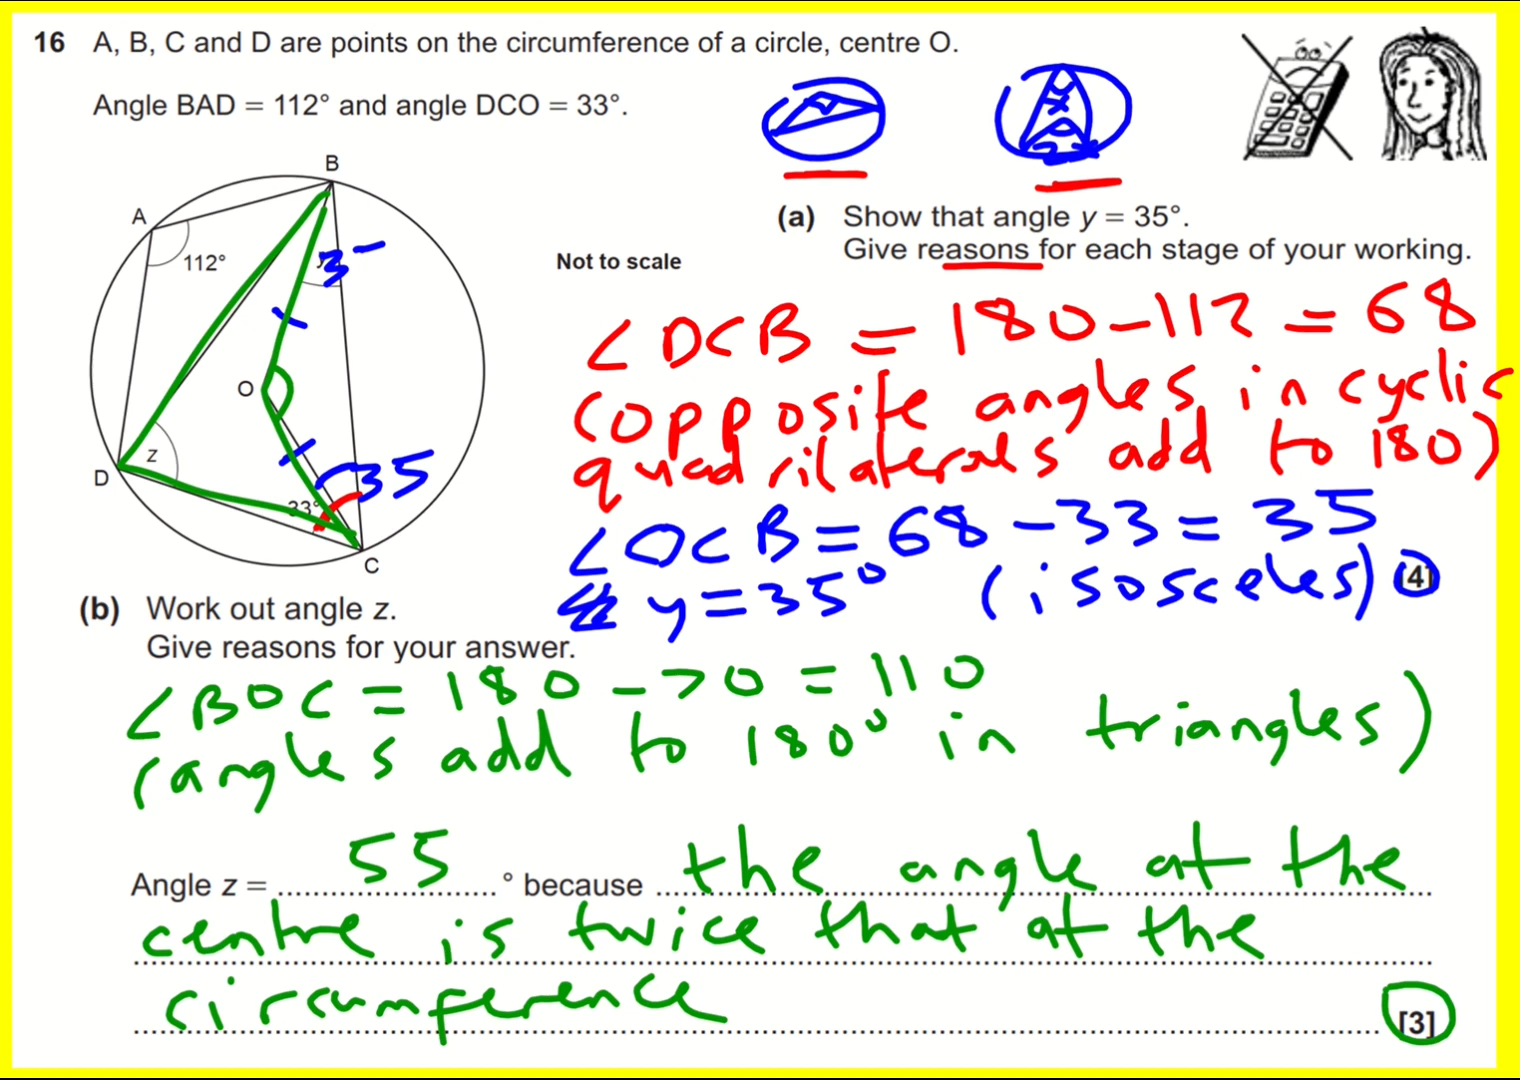 16 A, B, C and D are points on the circumference of a circle, centre O.
Angle BAD = 112° and angle DCO = 33°.
x
2x
B
A
112°
35
O
z
D
33°
35
C
Not to scale
(a) Show that angle y = 35°.
Give reasons for each stage of your working.
∠DCB = 180-112 = 68
(opposite angles in cyclic
quadrilaterals add to 180)
∠OCB = 68-33 = 35
y = 35° (isosceles) [4]
(b) Work out angle z.
Give reasons for your answer.
∠BOC = 180 - 70 = 110
(angles add to 180° in triangles)
Angle z = 55 ° because the angle at the
centre is twice that at the
circumference
[3]